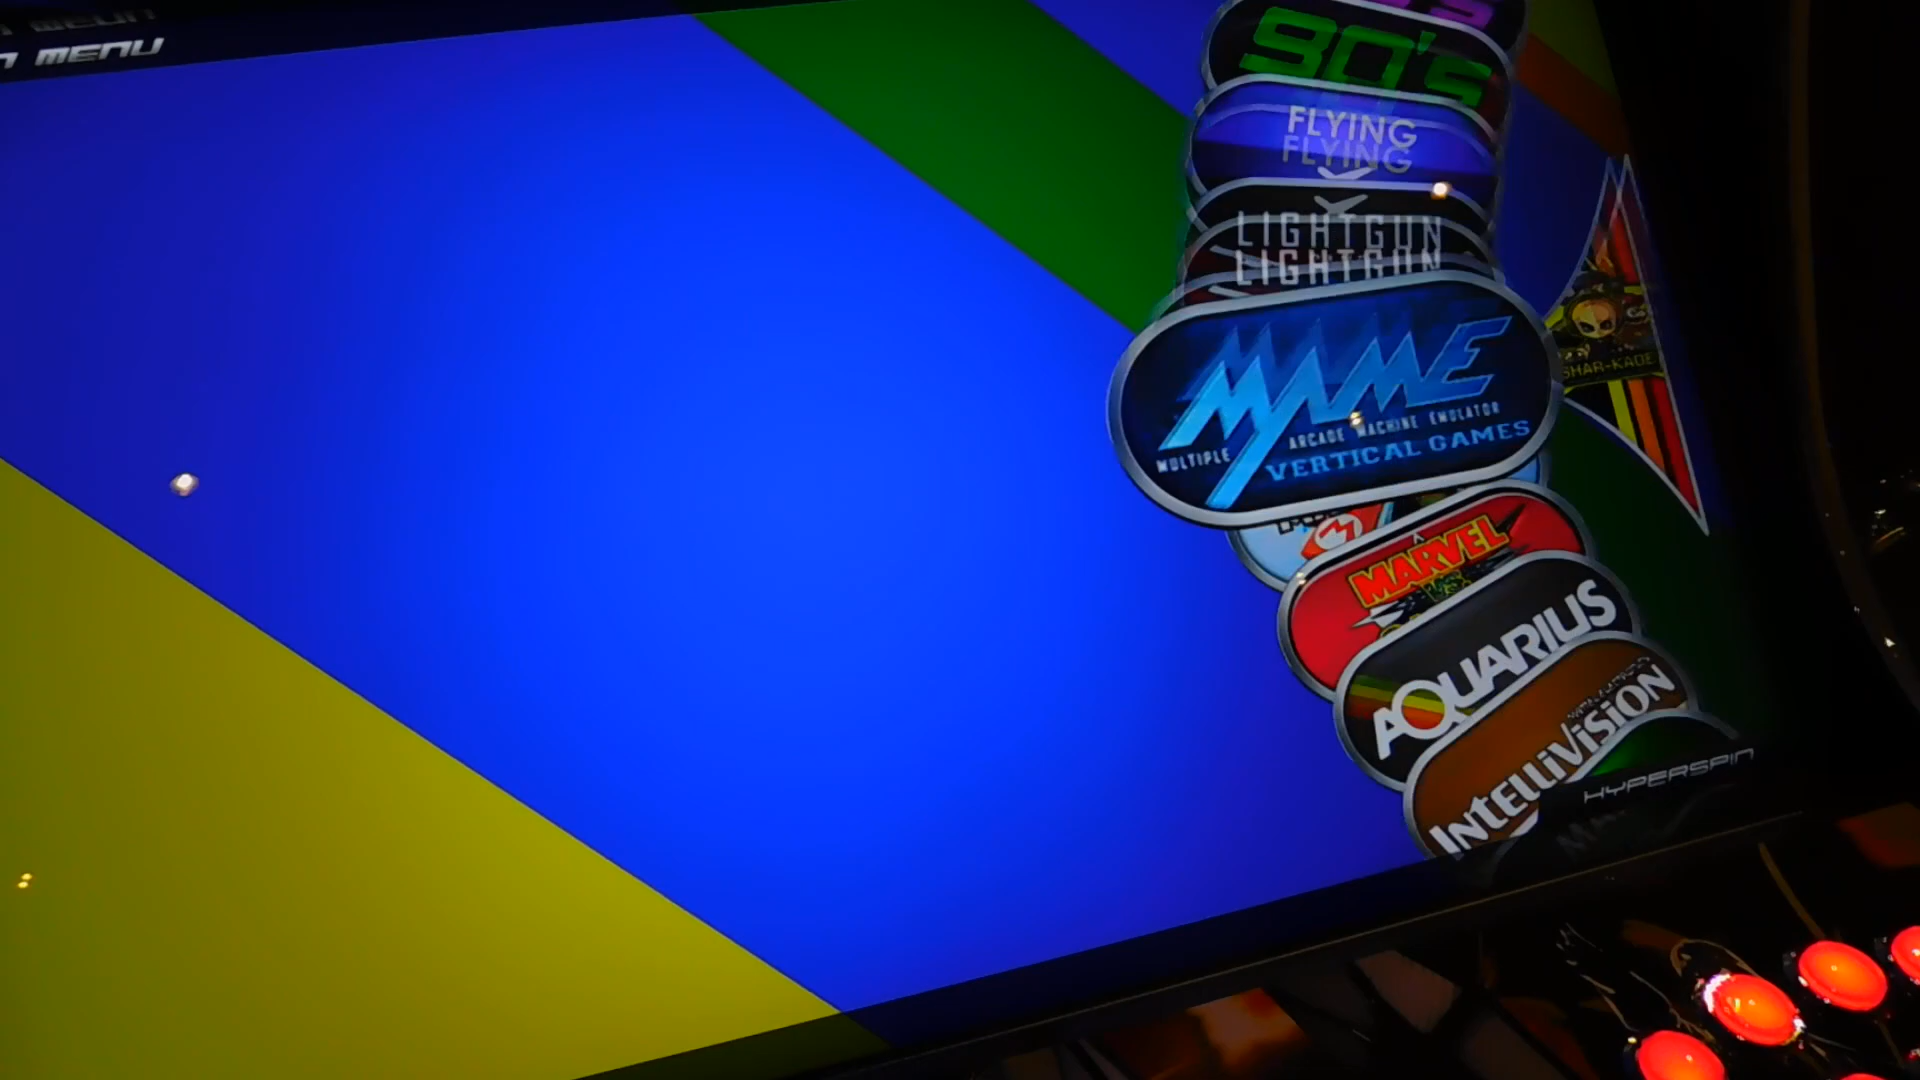 MENU
90's
FLYING
FLYING
LIGHTGUN
LIGHTGUN
MAME
MULTIPLE ARCADE MACHINE EMULATOR
VERTICAL GAMES
SHAR-KADE
MARVEL
VS
AQUARIUS
INTELLIVISION
HYPERSPIN